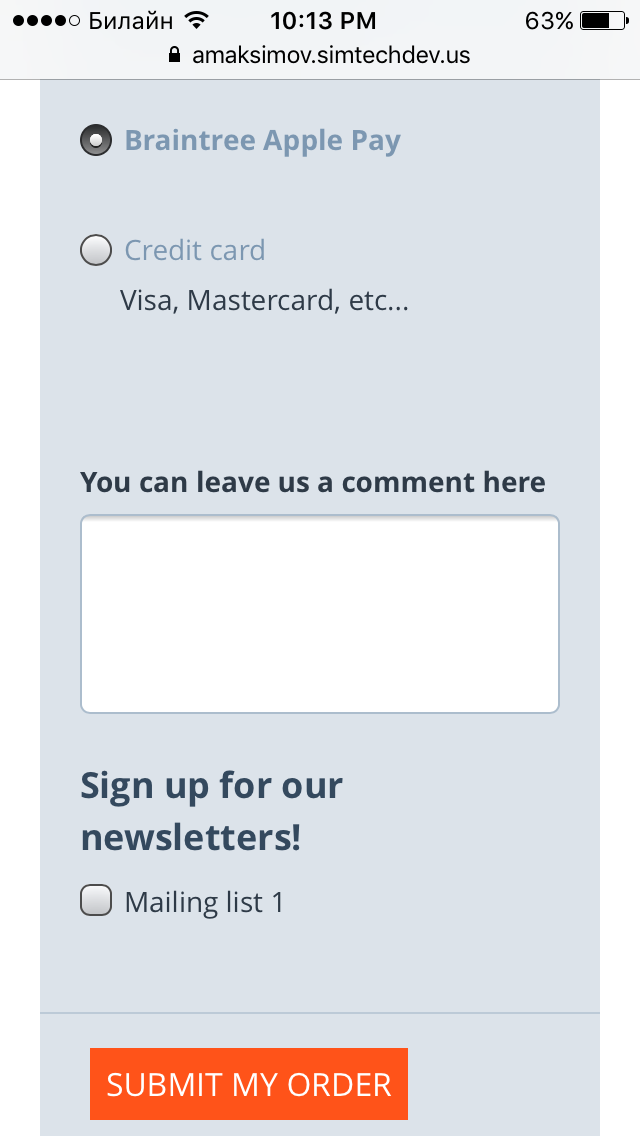 Билайн 10:13 PM 63%
amaksimov.simtechdev.us
Braintree Apple Pay
Credit card
Visa, Mastercard, etc...
You can leave us a comment here
Sign up for our
newsletters!
Mailing list 1
SUBMIT MY ORDER